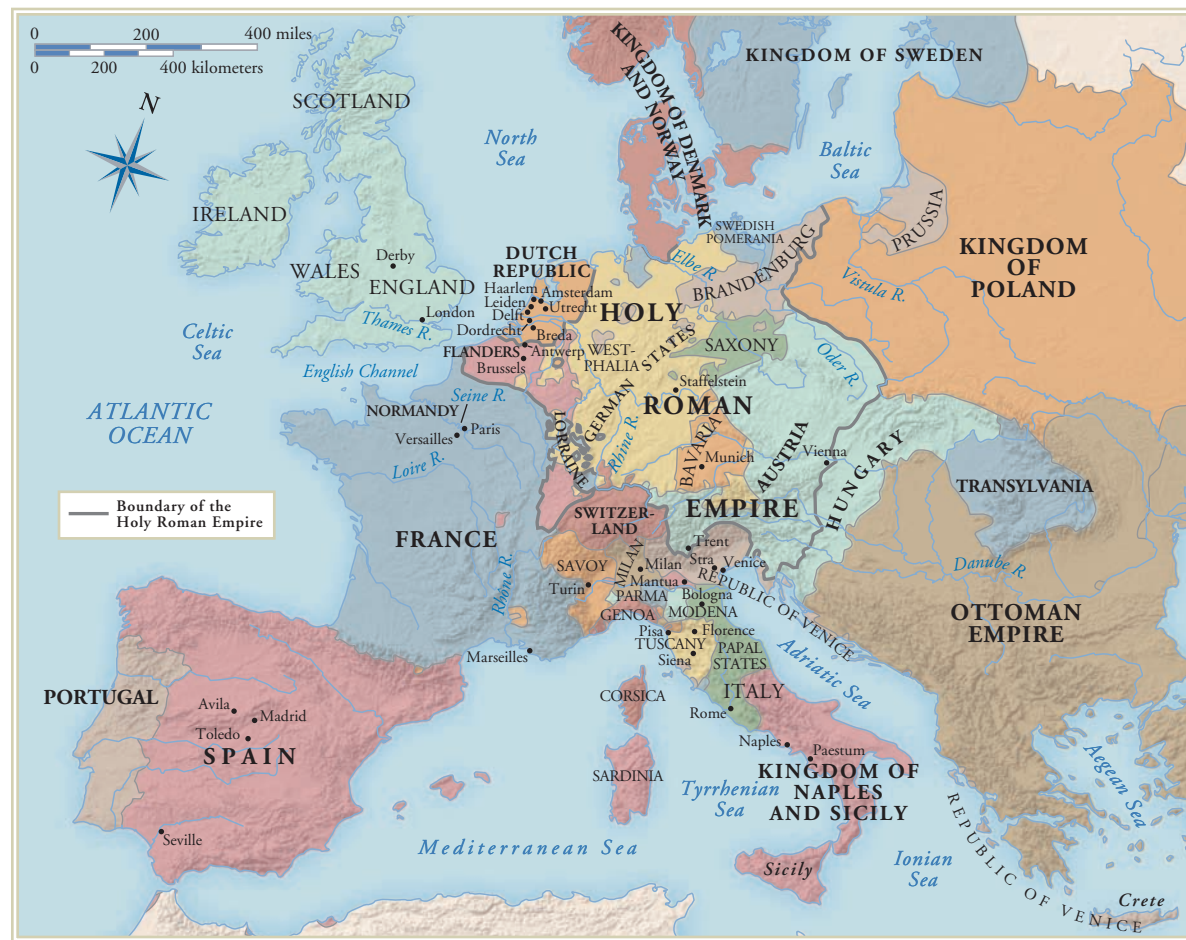 0 200 400 miles
0 200 400 kilometers
N
SCOTLAND
North
Sea
KINGDOM OF DENMARK
AND NORWAY
KINGDOM OF SWEDEN
Baltic
Sea
IRELAND
WALES
Derby
ENGLAND
London
Thames R.
Celtic
Sea
English Channel
ATLANTIC
OCEAN
DUTCH
REPUBLIC
Haarlem
Amsterdam
Leiden
Utrecht
Delft
Dordrecht
Breda
FLANDERS
Antwerp
Brussels
WEST-
PHALIA
SWEDISH
POMERANIA
Elbe R.
BRANDENBURG
PRUSSIA
KINGDOM
OF
POLAND
Vistula R.
HOLY
ROMAN
EMPIRE
GERMAN STATES
SAXONY
Oder R.
Staffelstein
Rhine R.
LORRAINE
BAVARIA
Munich
AUSTRIA
Vienna
HUNGARY
TRANSYLVANIA
Seine R.
NORMANDY
Paris
Versailles
Loire R.
FRANCE
Rhône R.
Marseilles
Boundary of the
Holy Roman Empire
SWITZER-
LAND
SAVOY
Turin
MILAN
Milan
Trent
Stra
Venice
Mantua
REPUBLIC OF VENICE
PARMA
Bologna
MODENA
GENOA
Pisa
Florence
TUSCANY
Siena
PAPAL
STATES
Adriatic Sea
ITALY
Rome
CORSICA
SARDINIA
Naples
Paestum
KINGDOM OF
NAPLES
AND SICILY
Tyrrhenian
Sea
Sicily
Danube R.
OTTOMAN
EMPIRE
Aegean Sea
Ionian
Sea
REPUBLIC OF VENICE
Crete
PORTUGAL
Avila
Madrid
Toledo
SPAIN
Seville
Mediterranean Sea